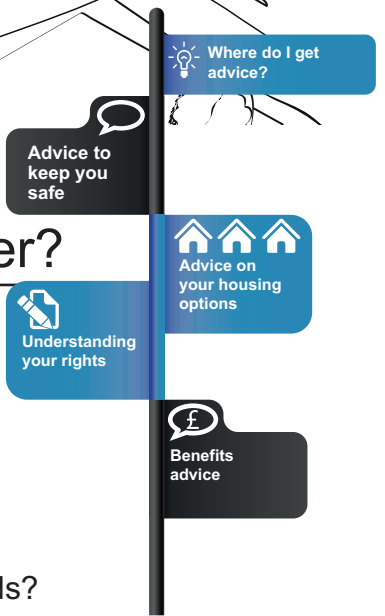 Where do I get
advice?
Advice to
keep you
safe
er?
Advice on
your housing
options
Understanding
your rights
£
Benefits
advice
ls?